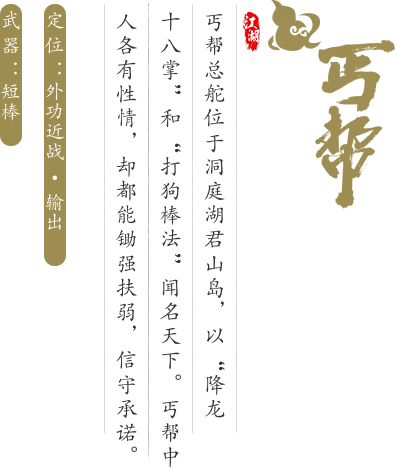 丐帮
江湖
丐帮总舵位于洞庭湖君山岛，以“降龙
十八掌”和“打狗棒法”闻名天下。丐帮中
人各有性情，却都能锄强扶弱，信守承诺。
定位：外功近战·输出
武器：短棒